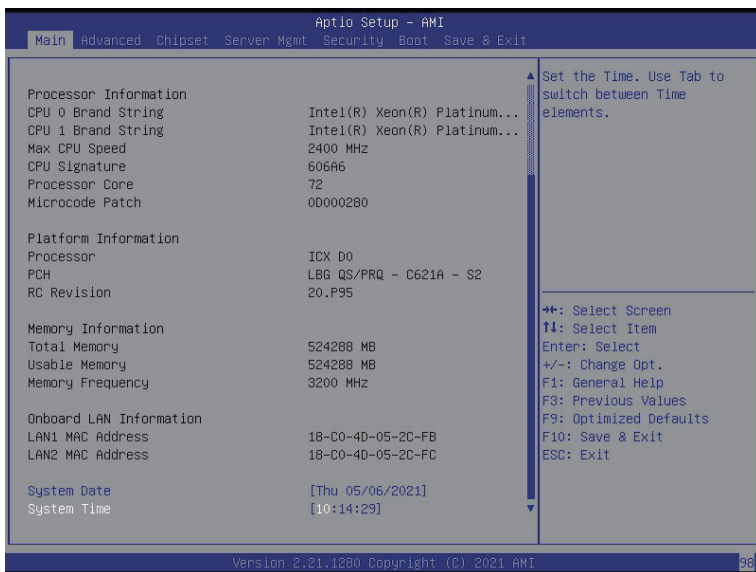 Aptio Setup – AMI
Main Advanced Chipset Server Mgmt Security Boot Save & Exit
Processor Information
CPU 0 Brand String Intel(R) Xeon(R) Platinum...
CPU 1 Brand String Intel(R) Xeon(R) Platinum...
Max CPU Speed 2400 MHz
CPU Signature 606A6
Processor Core 72
Microcode Patch 0D000280
Platform Information
Processor ICX D0
PCH LBG QS/PRQ - C621A - S2
RC Revision 20.P95
Memory Information
Total Memory 524288 MB
Usable Memory 524288 MB
Memory Frequency 3200 MHz
Onboard LAN Information
LAN1 MAC Address 18-C0-4D-05-2C-FB
LAN2 MAC Address 18-C0-4D-05-2C-FC
System Date [Thu 05/06/2021]
System Time [10:14:29]
Set the Time. Use Tab to
switch between Time
elements.
→←: Select Screen
↑↓: Select Item
Enter: Select
+/-: Change Opt.
F1: General Help
F3: Previous Values
F9: Optimized Defaults
F10: Save & Exit
ESC: Exit
Version 2.21.1280 Copyright (C) 2021 AMI
98